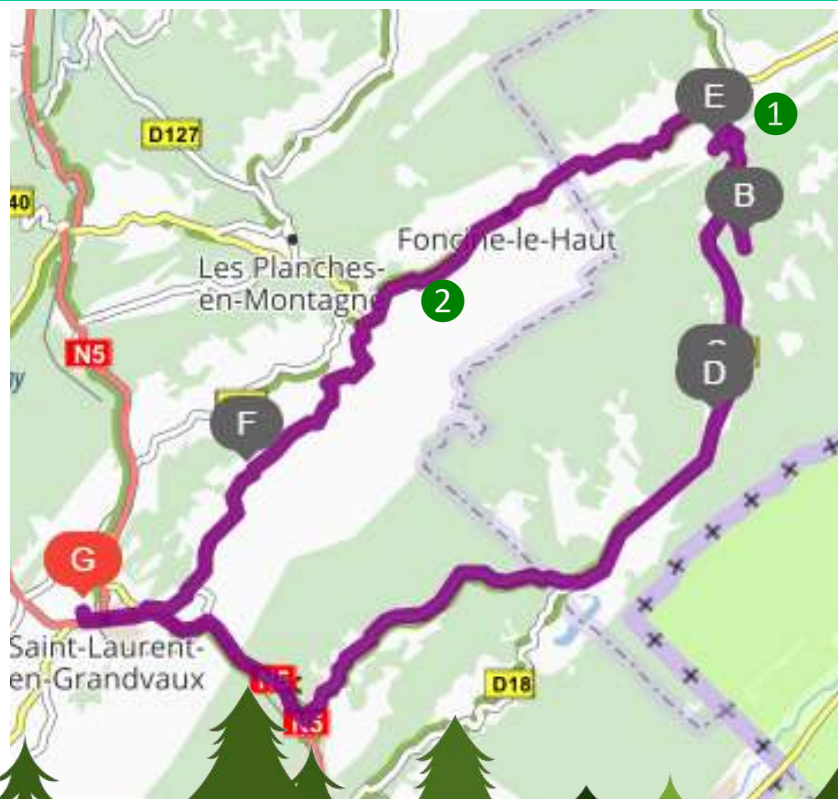 E
1
D127
40
B
Foncine-le-Haut
Les Planches-
en-Montagne
2
N5
D
F
G
Saint-Laurent-
en-Grandvaux
D18
N5